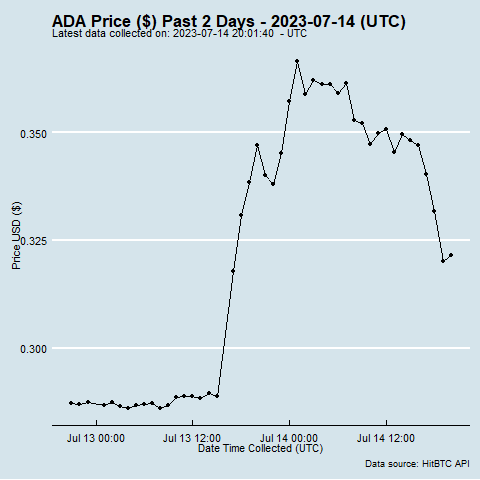 ADA Price ($) Past 2 Days - 2023-07-14 (UTC)
Latest data collected on: 2023-07-14 20:01:40 - UTC
0.350
0.325
0.300
Price USD ($)
Jul 13 00:00 Jul 13 12:00 Jul 14 00:00 Jul 14 12:00
Date Time Collected (UTC)
Data source: HitBTC API